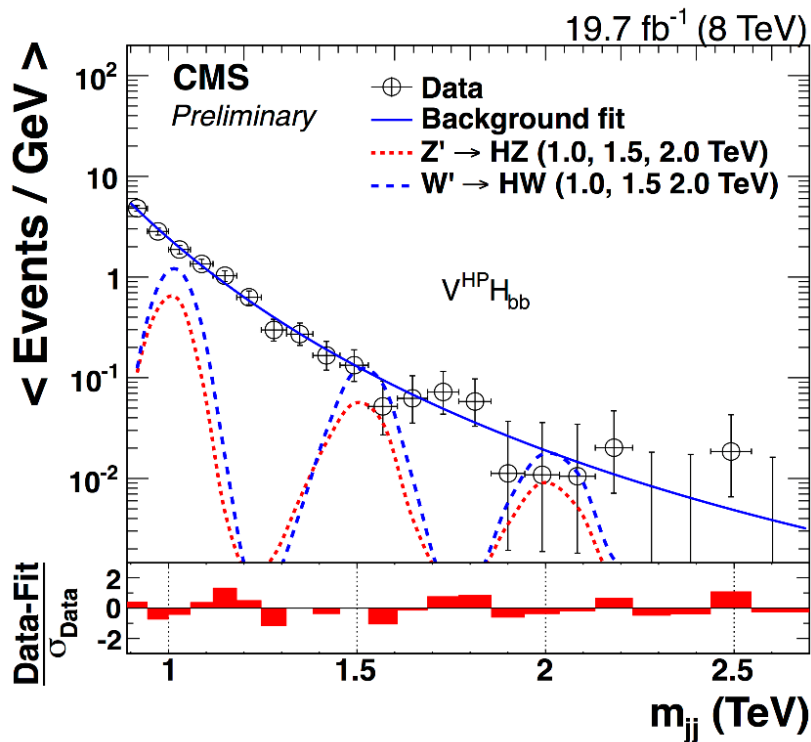 19.7 fb⁻¹ (8 TeV)
CMS
Preliminary
Data
Background fit
Z' → HZ (1.0, 1.5, 2.0 TeV)
W' → HW (1.0, 1.5 2.0 TeV)
V^HP H_bb
< Events / GeV >
10²
10
1
10⁻¹
10⁻²
Data-Fit
σ_Data
2
0
-2
1
1.5
2
2.5
m_jj (TeV)